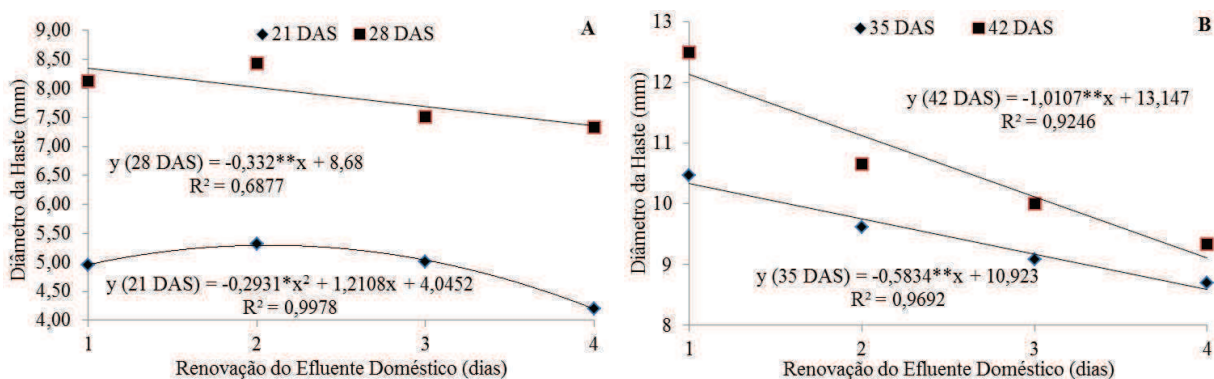 21 DAS
28 DAS
A
Diâmetro da Haste (mm)
9,00
8,50
8,00
7,50
7,00
6,50
6,00
5,50
5,00
4,50
4,00
y (28 DAS) = -0,332**x + 8,68
R² = 0,6877
y (21 DAS) = -0,2931*x² + 1,2108x + 4,0452
R² = 0,9978
1 2 3 4
Renovação do Efluente Doméstico (dias)
35 DAS
42 DAS
B
Diâmetro da Haste (mm)
13
12
11
10
9
8
y (42 DAS) = -1,0107**x + 13,147
R² = 0,9246
y (35 DAS) = -0,5834**x + 10,923
R² = 0,9692
1 2 3 4
Renovação do Efluente Doméstico (dias)